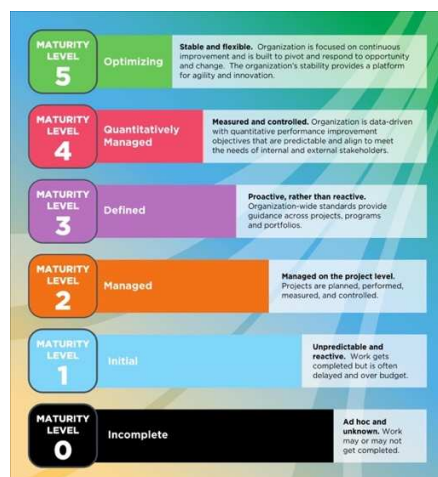 MATURITY
LEVEL
5
Optimizing
Stable and flexible. Organization is focused on continuous
improvement and is built to pivot and respond to opportunity
and change. The organization's stability provides a platform
for agility and innovation.
MATURITY
LEVEL
4
Quantitatively
Managed
Measured and controlled. Organization is data-driven
with quantitative performance improvement
objectives that are predictable and align to meet
the needs of internal and external stakeholders.
MATURITY
LEVEL
3
Defined
Proactive, rather than reactive.
Organization-wide standards provide
guidance across projects, programs
and portfolios.
MATURITY
LEVEL
2
Managed
Managed on the project level.
Projects are planned, performed,
measured, and controlled.
MATURITY
LEVEL
1
Initial
Unpredictable and
reactive. Work gets
completed but is often
delayed and over budget.
MATURITY
LEVEL
0
Incomplete
Ad hoc and
unknown. Work
may or may not
get completed.